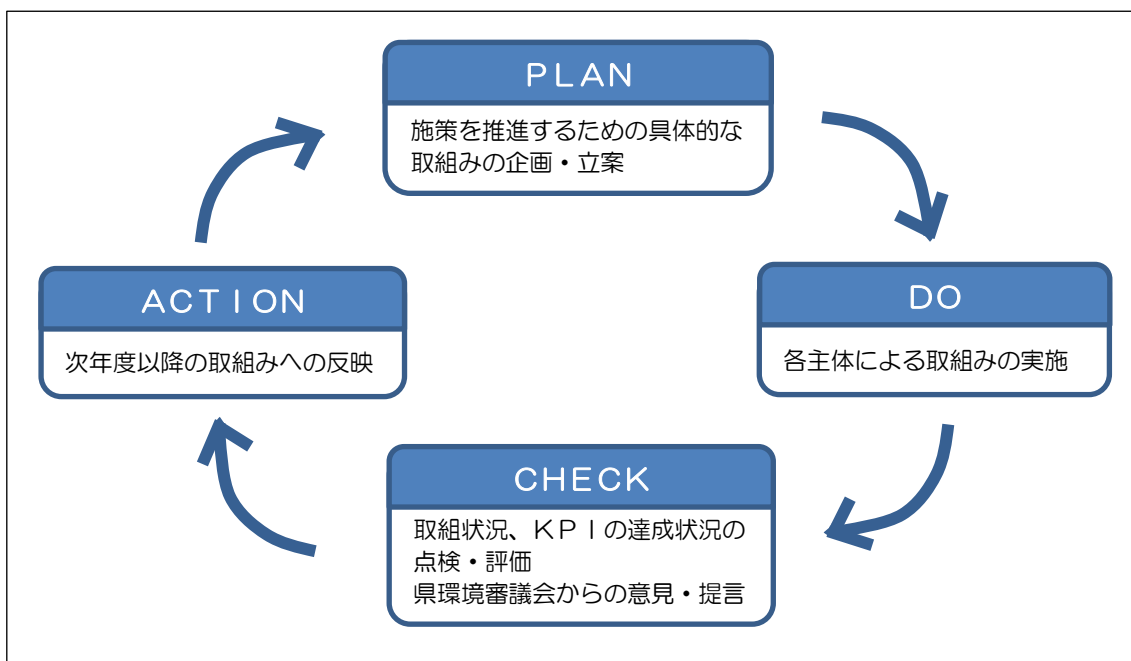 ＰＬＡＮ
施策を推進するための具体的な
取組みの企画・立案
ＤＯ
各主体による取組みの実施
ＣＨＥＣＫ
取組状況、ＫＰＩの達成状況の
点検・評価
県環境審議会からの意見・提言
ＡＣＴＩＯＮ
次年度以降の取組みへの反映